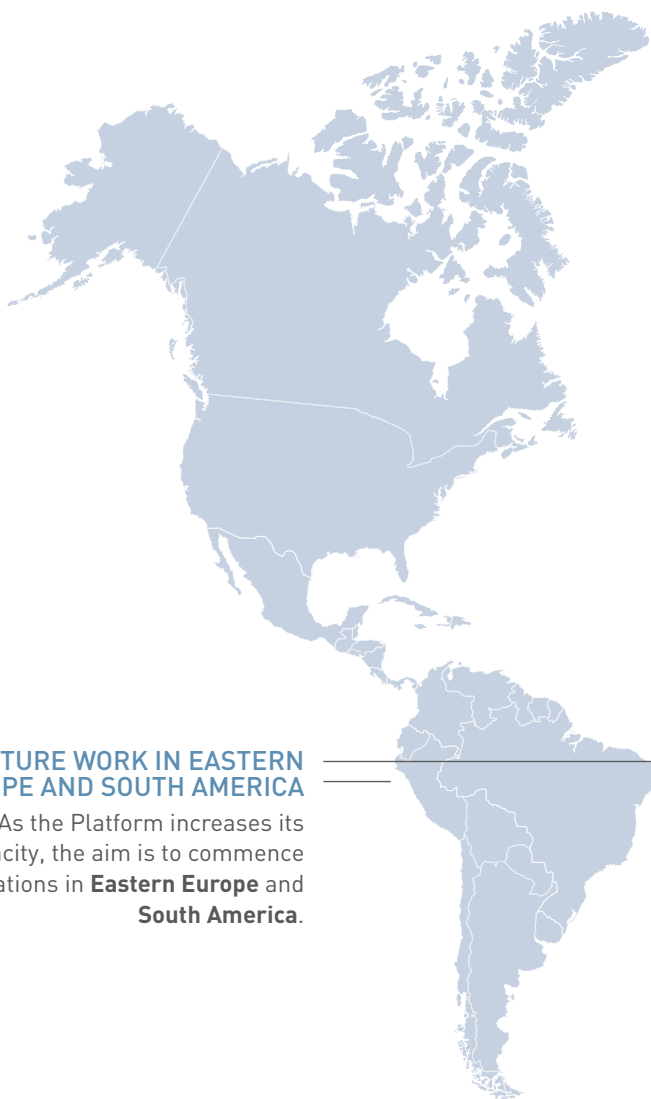 TURE WORK IN EASTERN
PE AND SOUTH AMERICA
As the Platform increases its
acity, the aim is to commence
ations in Eastern Europe and
South America.